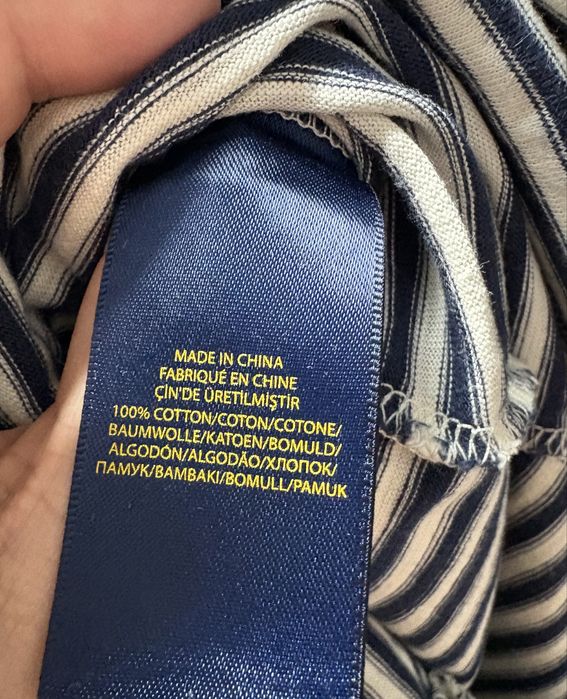 MADE IN CHINA
FABRIQUÉ EN CHINE
ÇİN'DE ÜRETİLMİŞTİR
100% COTTON/COTON/COTONE/
BAUMWOLLE/KATOEN/BOMULD/
ALGODÓN/ALGODÃO/ХЛОПОК/
ПАМУК/BAMBAKI/BOMULL/PAMUK